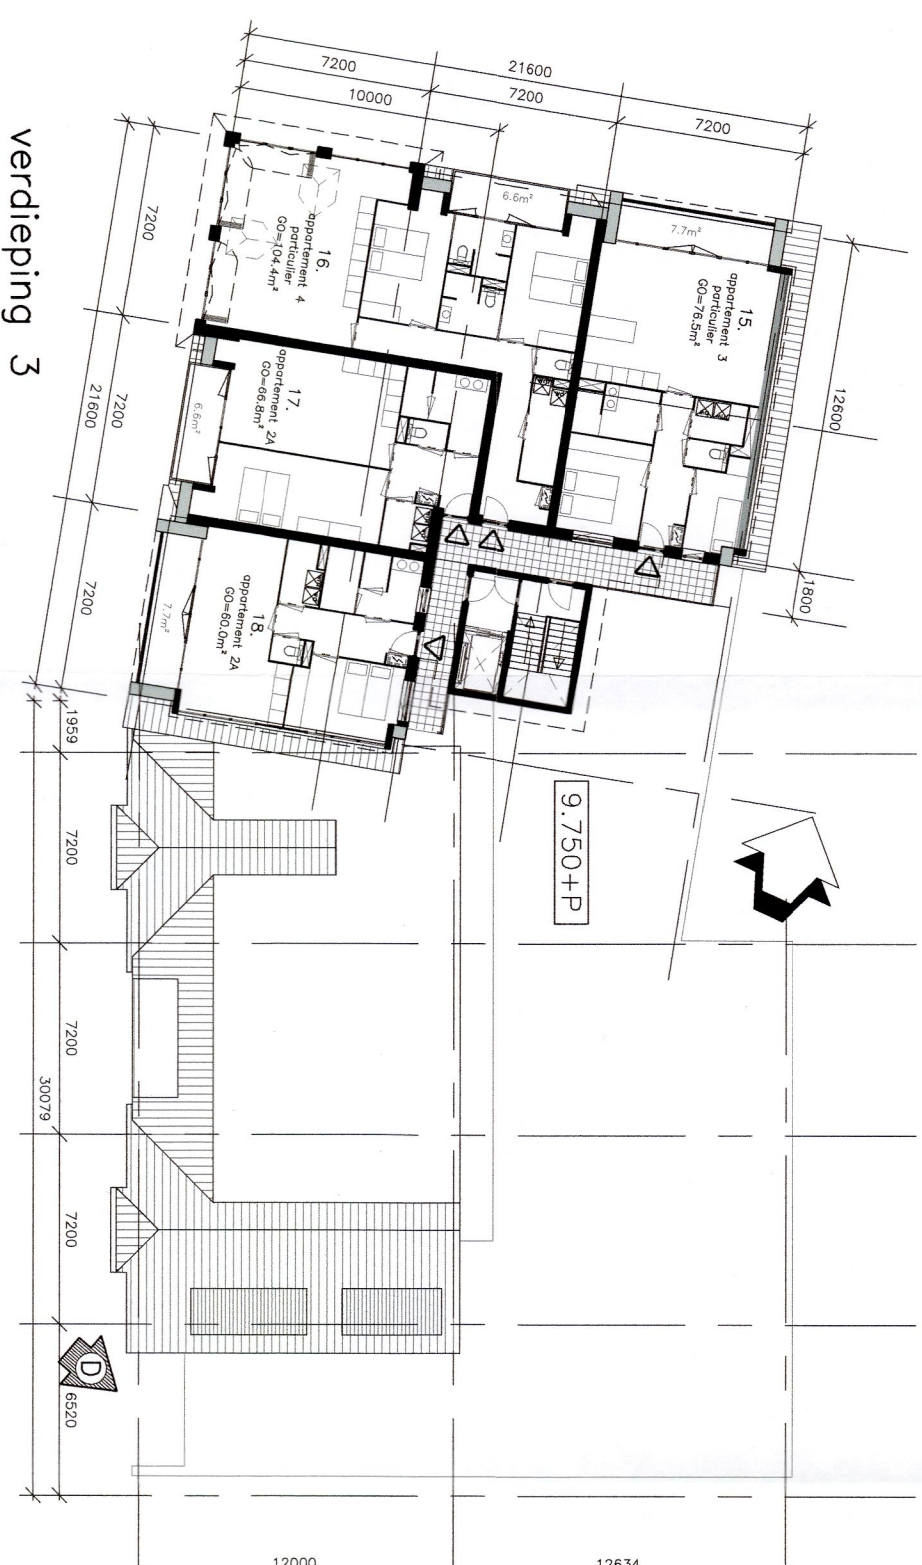 verdieping 3
7200
21600
10000
7200
7200
7200
7200
21600
7200
12600
1800
6.6m²
7.7m²
15.
appartement 3
particulier
GO=76.5m²
16.
appartement 4
particulier
GO=104.4m²
17.
appartement 2A
GO=66.8m²
6.6m²
18.
appartement 2A
GO=60.0m²
7.7m²
9.750+P
1959
7200
7200
30079
7200
6520
D
12000
12634